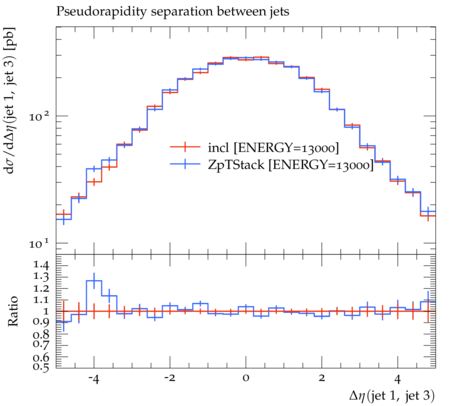 Pseudorapidity separation between jets
dσ/dΔη(jet 1, jet 3) [pb]
10²
10¹
incl [ENERGY=13000]
ZpTStack [ENERGY=13000]
Ratio
1.4
1.3
1.2
1.1
1
0.9
0.8
0.7
0.6
0.5
-4 -2 0 2 4
Δη(jet 1, jet 3)